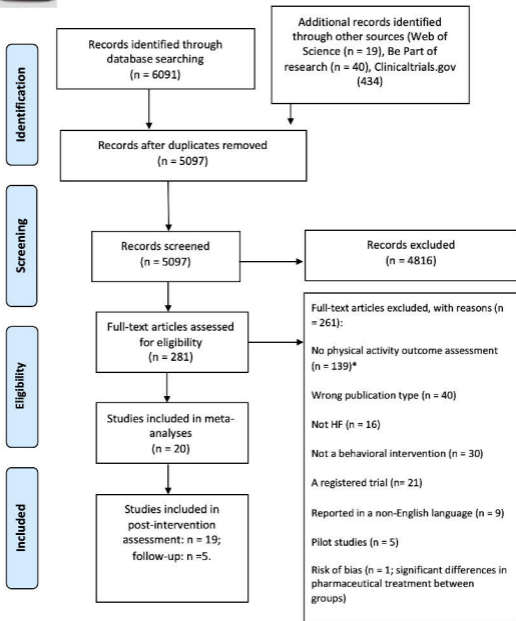 Identification
Records identified through
database searching
(n = 6091)
Additional records identified
through other sources (Web of
Science (n = 19), Be Part of
research (n = 40), Clinicaltrials.gov
(434)
Records after duplicates removed
(n = 5097)
Screening
Records screened
(n = 5097)
Records excluded
(n = 4816)
Eligibility
Full-text articles assessed
for eligibility
(n = 281)
Full-text articles excluded, with reasons (n
= 261):
No physical activity outcome assessment
(n = 139)*
Wrong publication type (n = 40)
Not HF (n = 16)
Not a behavioral intervention (n = 30)
A registered trial (n= 21)
Reported in a non-English language (n = 9)
Pilot studies (n = 5)
Risk of bias (n = 1; significant differences in
pharmaceutical treatment between
groups)
Studies included in meta-
analyses
(n = 20)
Included
Studies included in
post-intervention
assessment: n = 19;
follow-up: n =5.